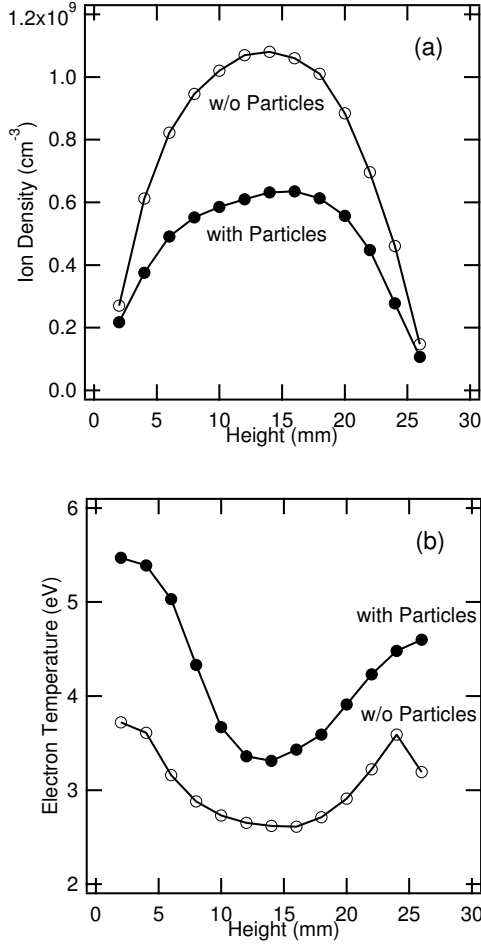 1.2x10⁹
(a)
1.0
w/o Particles
0.8
Ion Density (cm⁻³)
0.6
with Particles
0.4
0.2
0.0
0 5 10 15 20 25 30
Height (mm)
6
(b)
5
with Particles
Electron Temperature (eV)
4
w/o Particles
3
2
0 5 10 15 20 25 30
Height (mm)